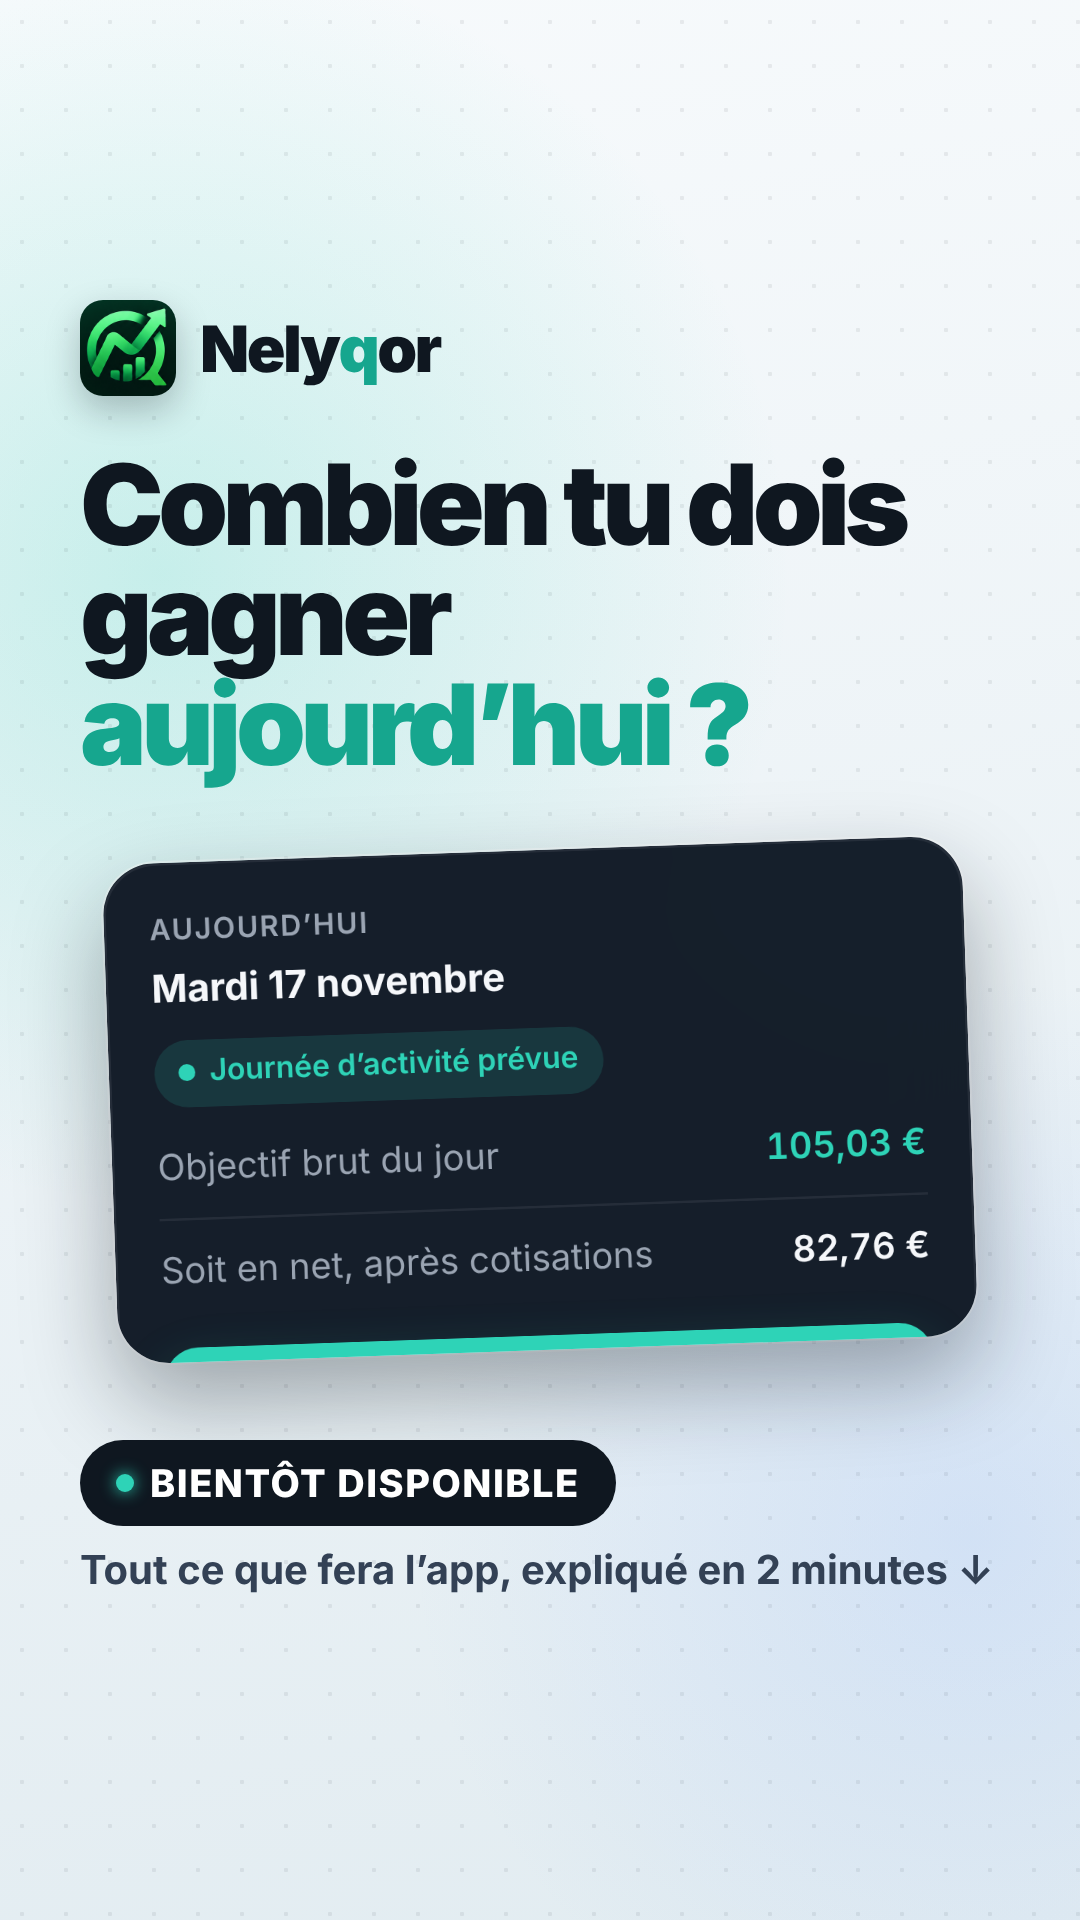 Nelyqor
Combien tu dois
gagner
aujourd’hui ?
AUJOURD’HUI
Mardi 17 novembre
Journée d’activité prévue
Objectif brut du jour 105,03 €
Soit en net, après cotisations 82,76 €
BIENTÔT DISPONIBLE
Tout ce que fera l’app, expliqué en 2 minutes ↓